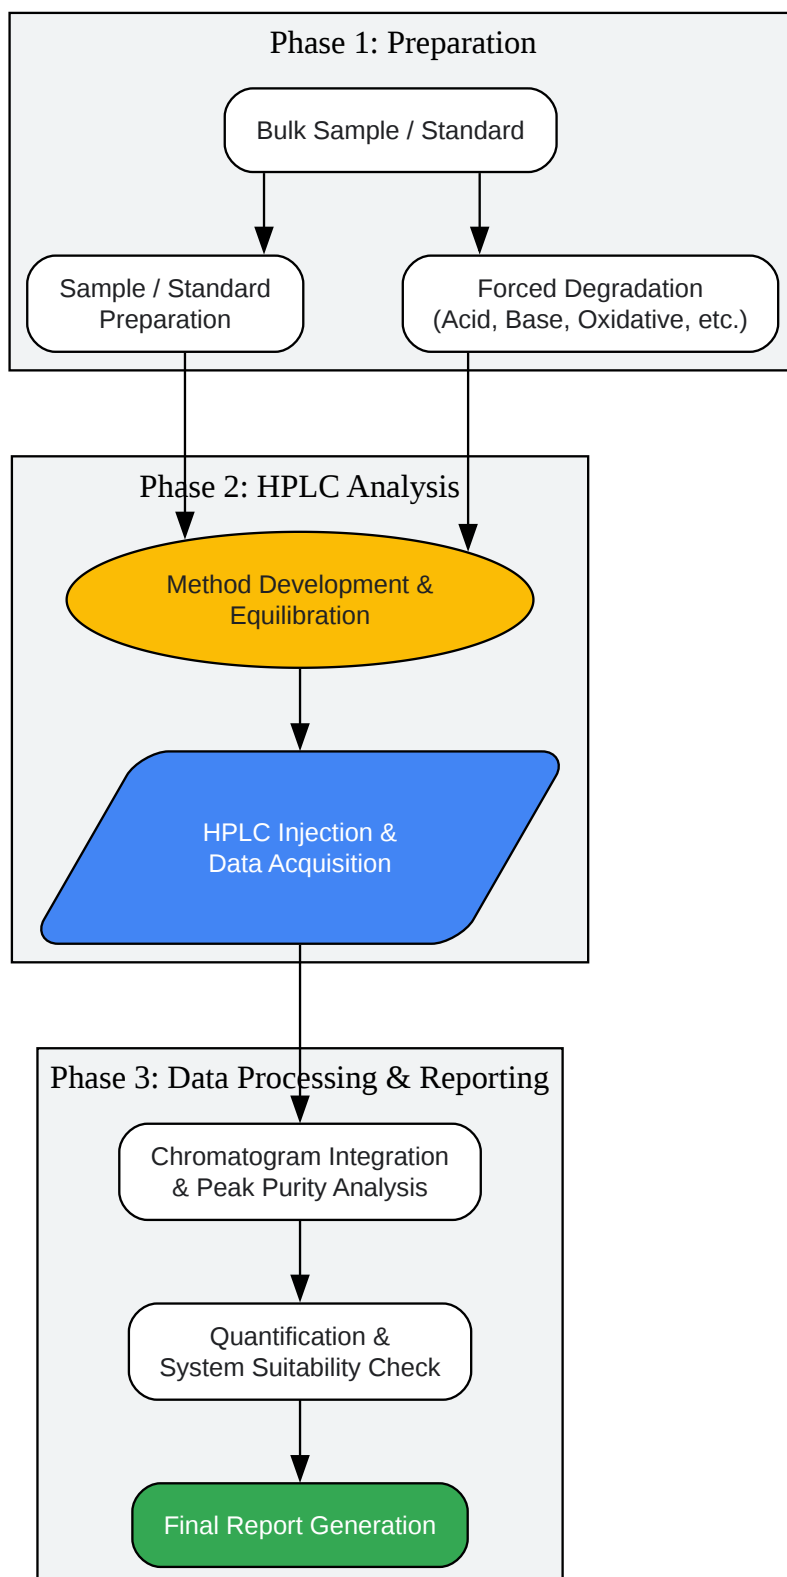 Phase 1: Preparation
Bulk Sample / Standard
Sample / Standard
Preparation
Forced Degradation
(Acid, Base, Oxidative, etc.)
Phase 2: HPLC Analysis
Method Development &
Equilibration
HPLC Injection &
Data Acquisition
Phase 3: Data Processing & Reporting
Chromatogram Integration
& Peak Purity Analysis
Quantification &
System Suitability Check
Final Report Generation